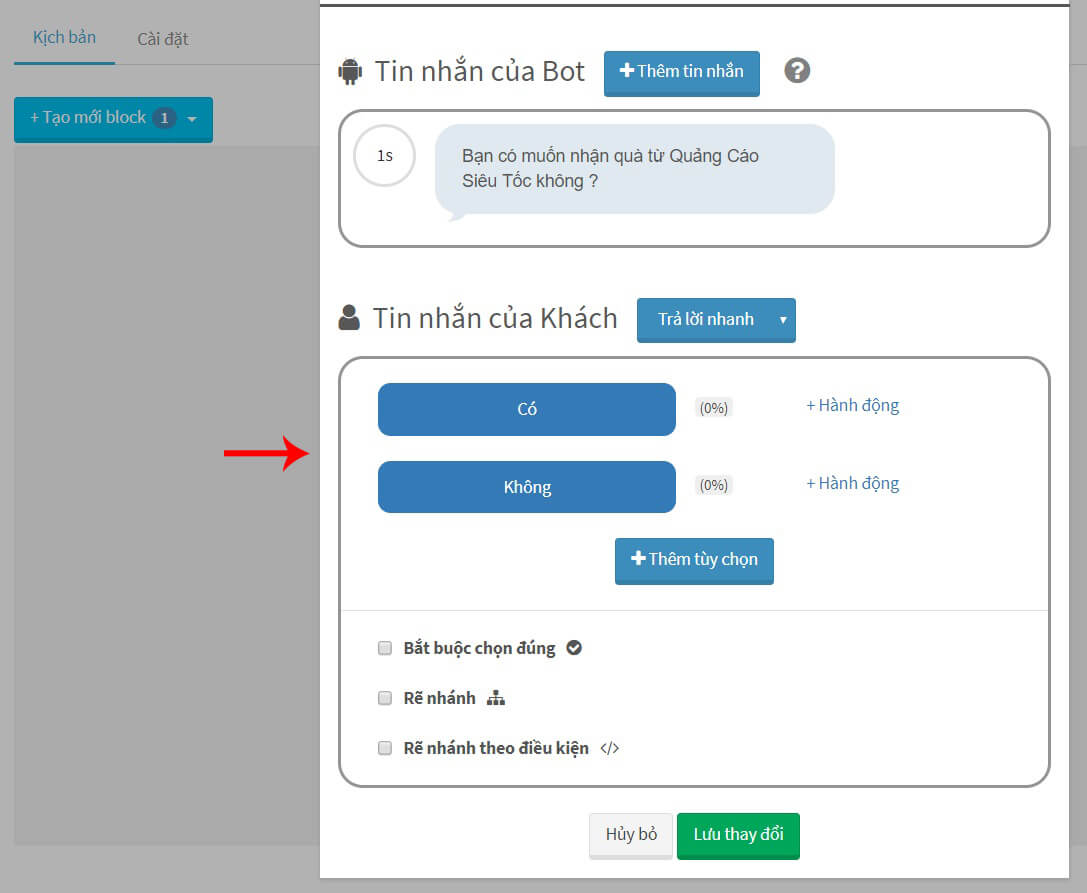 Kịch bản
Cài đặt
+ Tạo mới block 1
Tin nhắn của Bot
Thêm tin nhắn
?
1s
Bạn có muốn nhận quà từ Quảng Cáo
Siêu Tốc không ?
Tin nhắn của Khách
Trả lời nhanh
Có
(0%)
+ Hành động
Không
(0%)
+ Hành động
Thêm tùy chọn
Bắt buộc chọn đúng
Rẽ nhánh
Rẽ nhánh theo điều kiện </>
Hủy bỏ
Lưu thay đổi